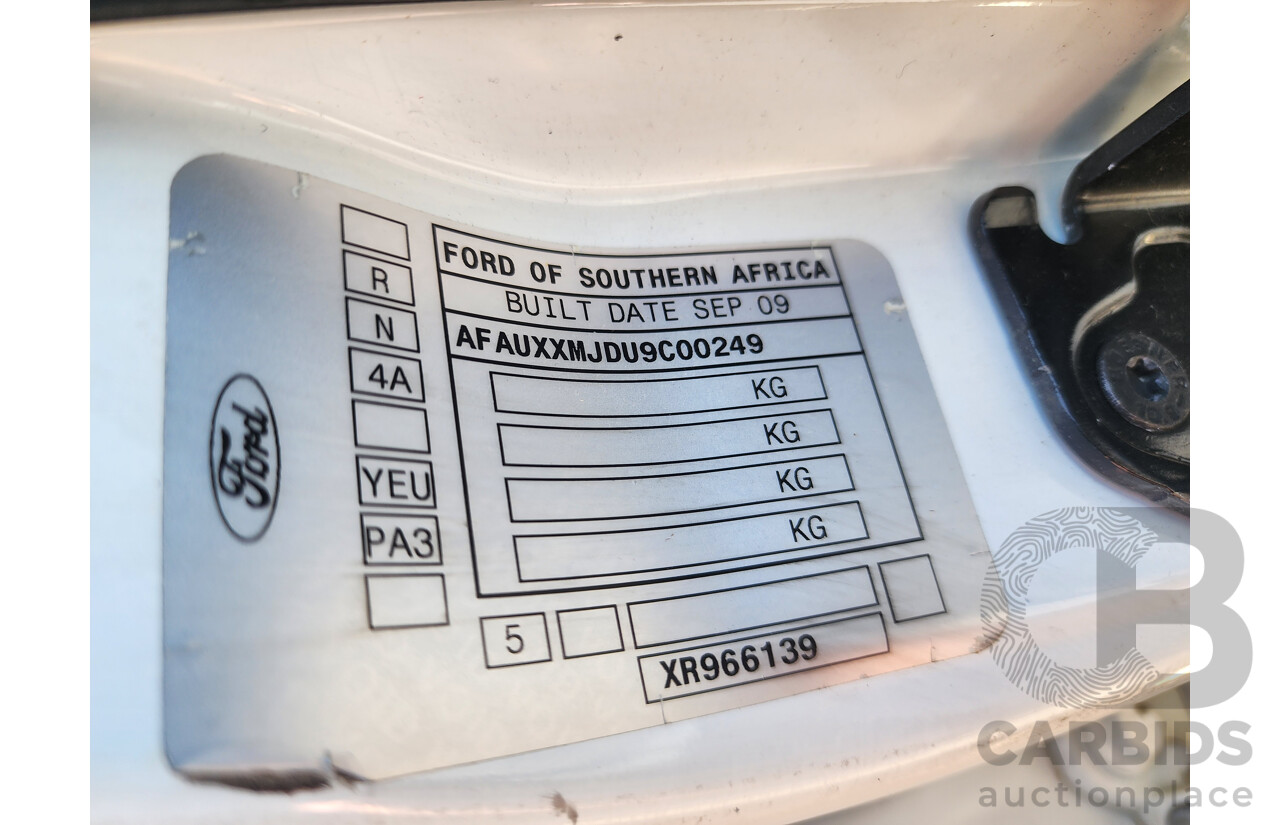 FORD OF SOUTHERN AFRICA
BUILT DATE SEP 09
AFAUXXMJDU9C00249
KG
KG
KG
KG
R
N
4A
YEU
PA3
Ford
5
XR966139
CB
CARBIDS
auctionplace